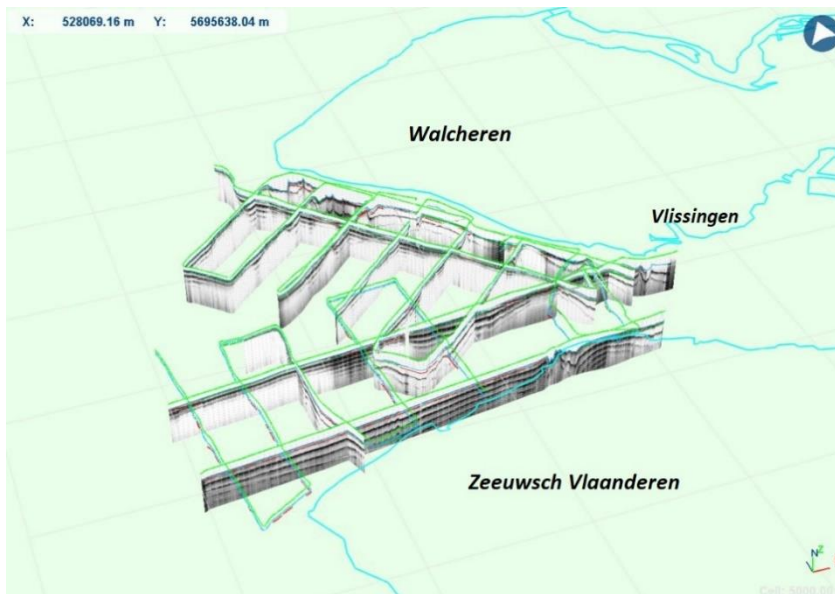 X: 528069.16 m Y: 5695638.04 m
Walcheren
Vlissingen
Zeeuwsch Vlaanderen
N Z